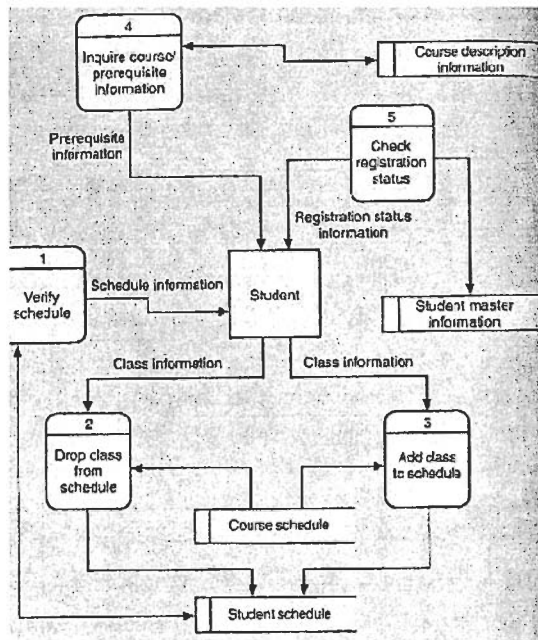 4
Inquire course/
prerequisite
information
Course description
information
Prerequisite
information
5
Check
registration
status
Registration status
information
1
Verify
schedule
Schedule information
Student
Student master
information
Class information
Class information
2
Drop class
from
schedule
3
Add class
to schedule
Course schedule
Student schedule